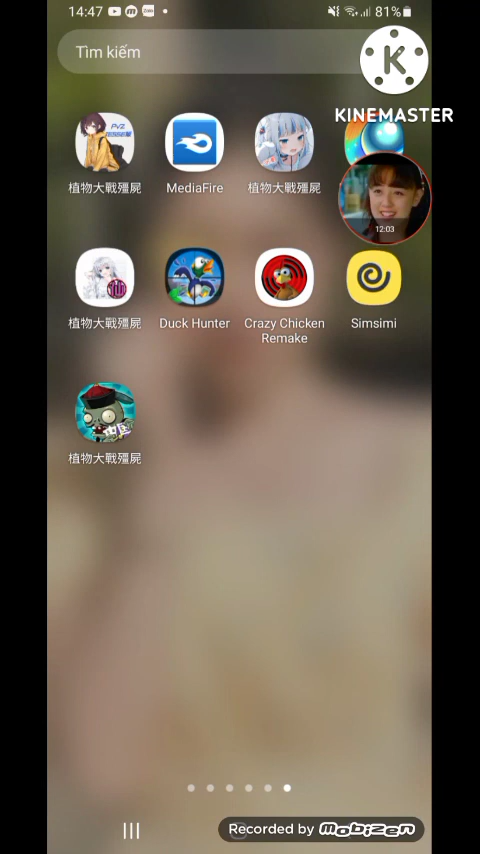 14:47
81%
Tìm kiếm
K
KINEMASTER
PVZ
植物大戰殭屍
MediaFire
植物大戰殭屍
12:03
植物大戰殭屍
Duck Hunter
Crazy Chicken
Remake
Simsimi
植物大戰殭屍
Recorded by Mobizen